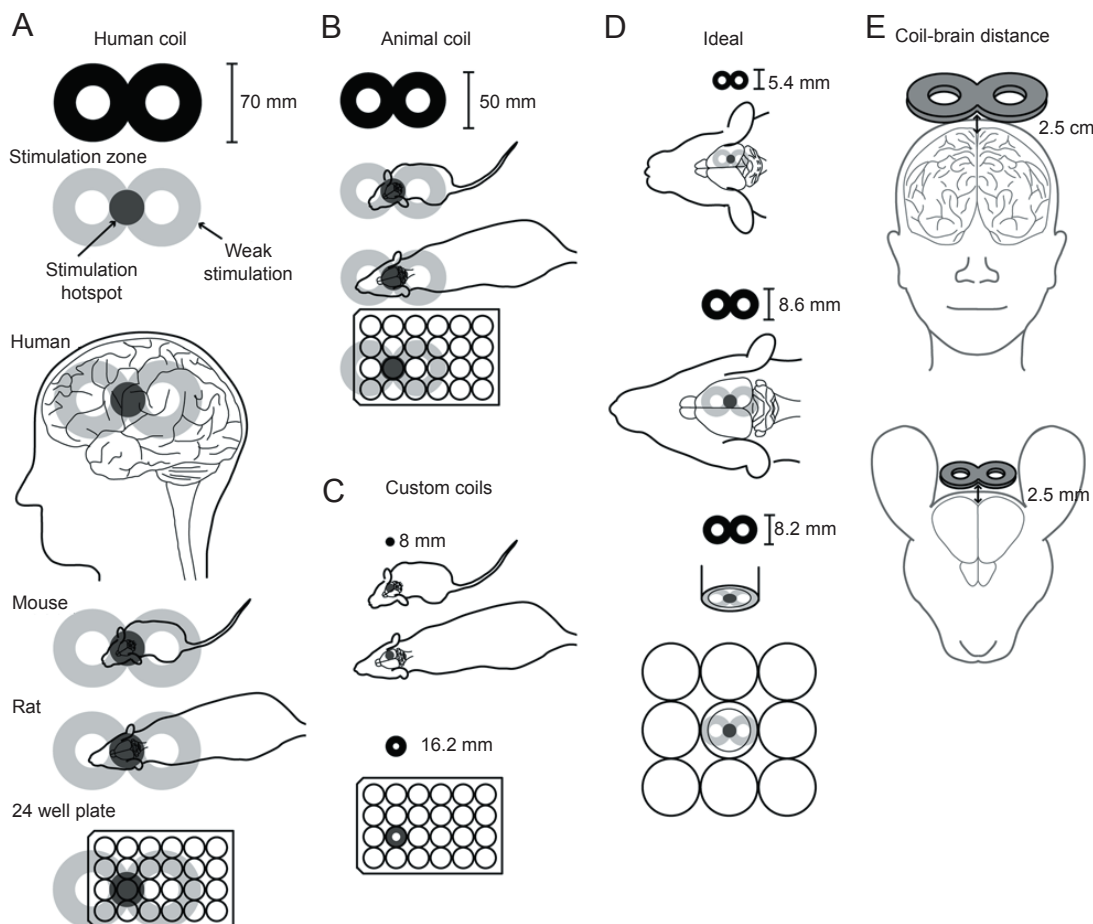 A
Human coil
70 mm
Stimulation zone
Stimulation
hotspot
Weak
stimulation
Human
Mouse
Rat
24 well plate
B
Animal coil
50 mm
C
Custom coils
8 mm
16.2 mm
D
Ideal
5.4 mm
8.6 mm
8.2 mm
E
Coil-brain distance
2.5 cm
2.5 mm